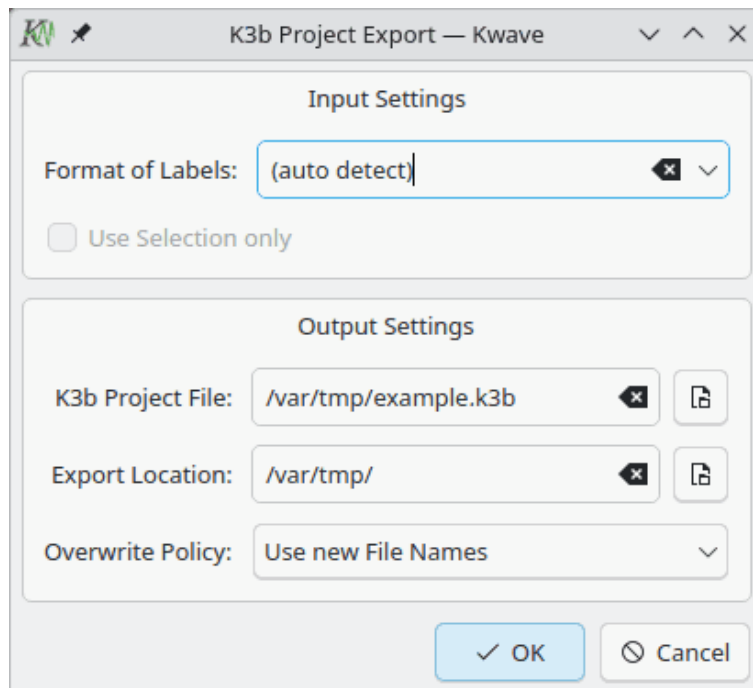 K3b Project Export — Kwave
Input Settings
Format of Labels: (auto detect)
Use Selection only
Output Settings
K3b Project File: /var/tmp/example.k3b
Export Location: /var/tmp/
Overwrite Policy: Use new File Names
OK Cancel